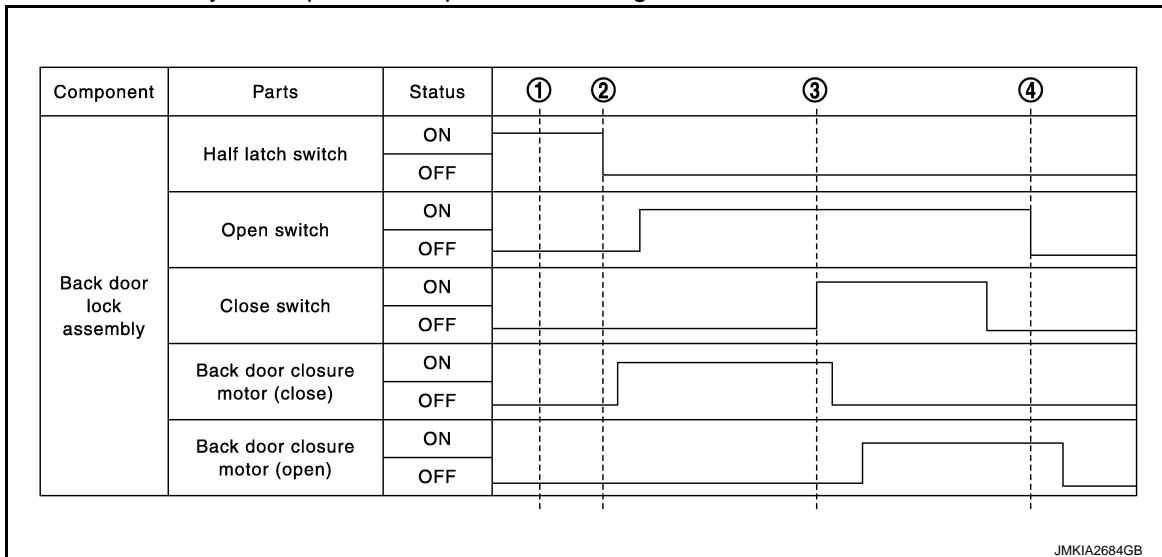 Component Parts Status ① ② ③ ④
Back door
lock
assembly
Half latch switch
ON
OFF
Open switch
ON
OFF
Close switch
ON
OFF
Back door closure
motor (close)
ON
OFF
Back door closure
motor (open)
ON
OFF
JMKIA2684GB